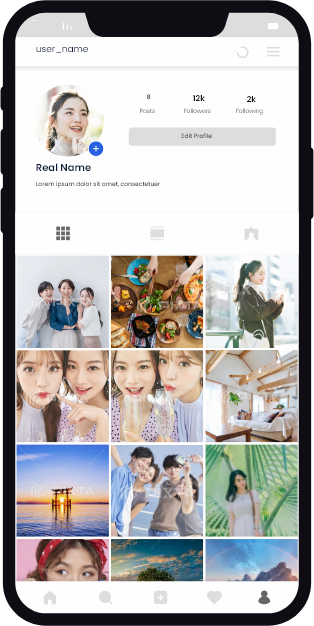 user_name
8 12k 2k
Posts Followers Following
Edit Profile
Real Name
Lorem ipsum dolor sit amet, consectetuer